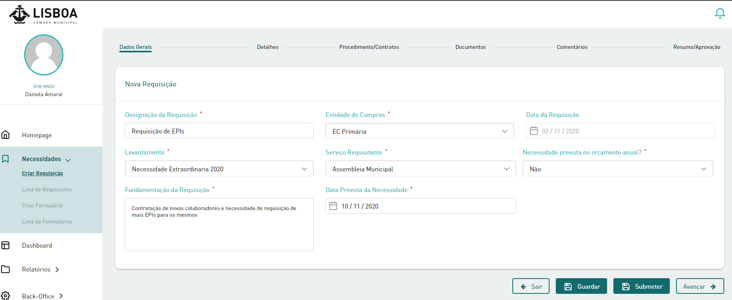 LISBOA
CÂMARA MUNICIPAL
BEM-VINDO
Daniela Amaral
Homepage
Necessidades
Criar Requisição
Lista de Requisições
Criar Formulário
Lista de Formulários
Dashboard
Relatórios
Back-Office
Dados Gerais
Detalhes
Procedimento/Contratos
Documentos
Comentários
Resumo/Aprovação
Nova Requisição
Designação da Requisição *
Requisição de EPIs
Entidade de Compras *
EC Primária
Data da Requisição
02 / 11 / 2020
Levantamento *
Necessidade Extraordinária 2020
Serviço Requisitante *
Assembleia Municipal
Necessidade prevista no orçamento anual? *
Não
Fundamentação da Requisição *
Contratação de novos colaboradores e necessidade de requisição de
mais EPIs para os mesmos
Data Prevista da Necessidade *
10 / 11 / 2020
Sair
Guardar
Submeter
Avançar